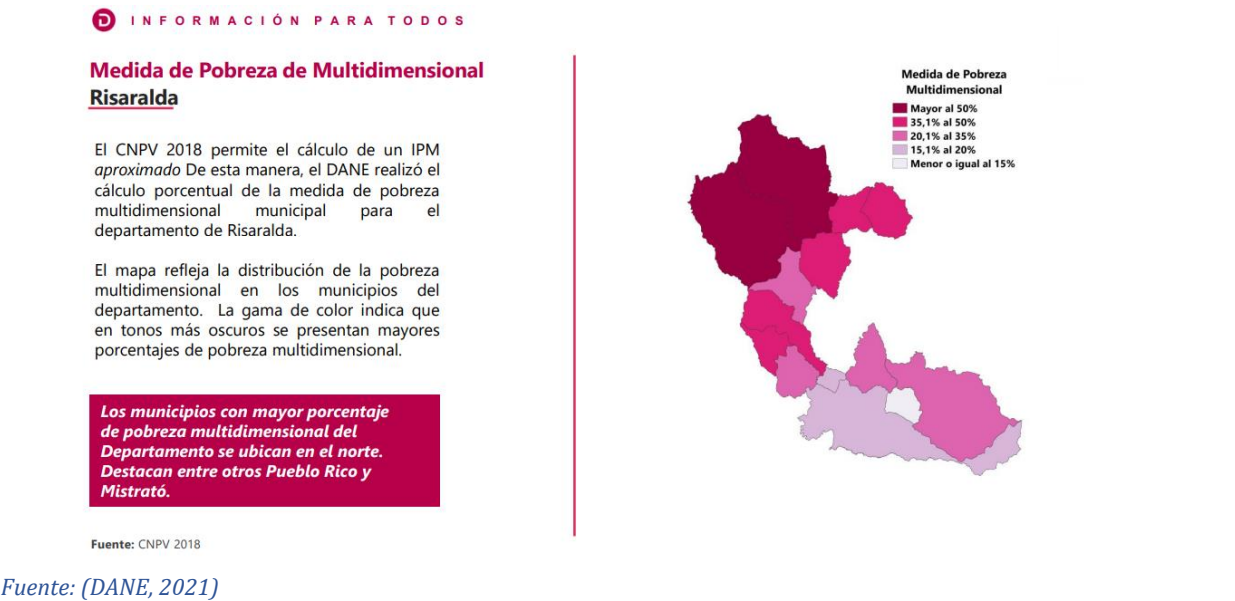 INFORMACIÓN PARA TODOS
Medida de Pobreza de Multidimensional
Risaralda
El CNPV 2018 permite el cálculo de un IPM
aproximado De esta manera, el DANE realizó el
cálculo porcentual de la medida de pobreza
multidimensional municipal para el
departamento de Risaralda.
El mapa refleja la distribución de la pobreza
multidimensional en los municipios del
departamento. La gama de color indica que
en tonos más oscuros se presentan mayores
porcentajes de pobreza multidimensional.
Los municipios con mayor porcentaje
de pobreza multidimensional del
Departamento se ubican en el norte.
Destacan entre otros Pueblo Rico y
Mistrató.
Fuente: CNPV 2018
Medida de Pobreza
Multidimensional
Mayor al 50%
35,1% al 50%
20,1% al 35%
15,1% al 20%
Menor o igual al 15%
Fuente: (DANE, 2021)